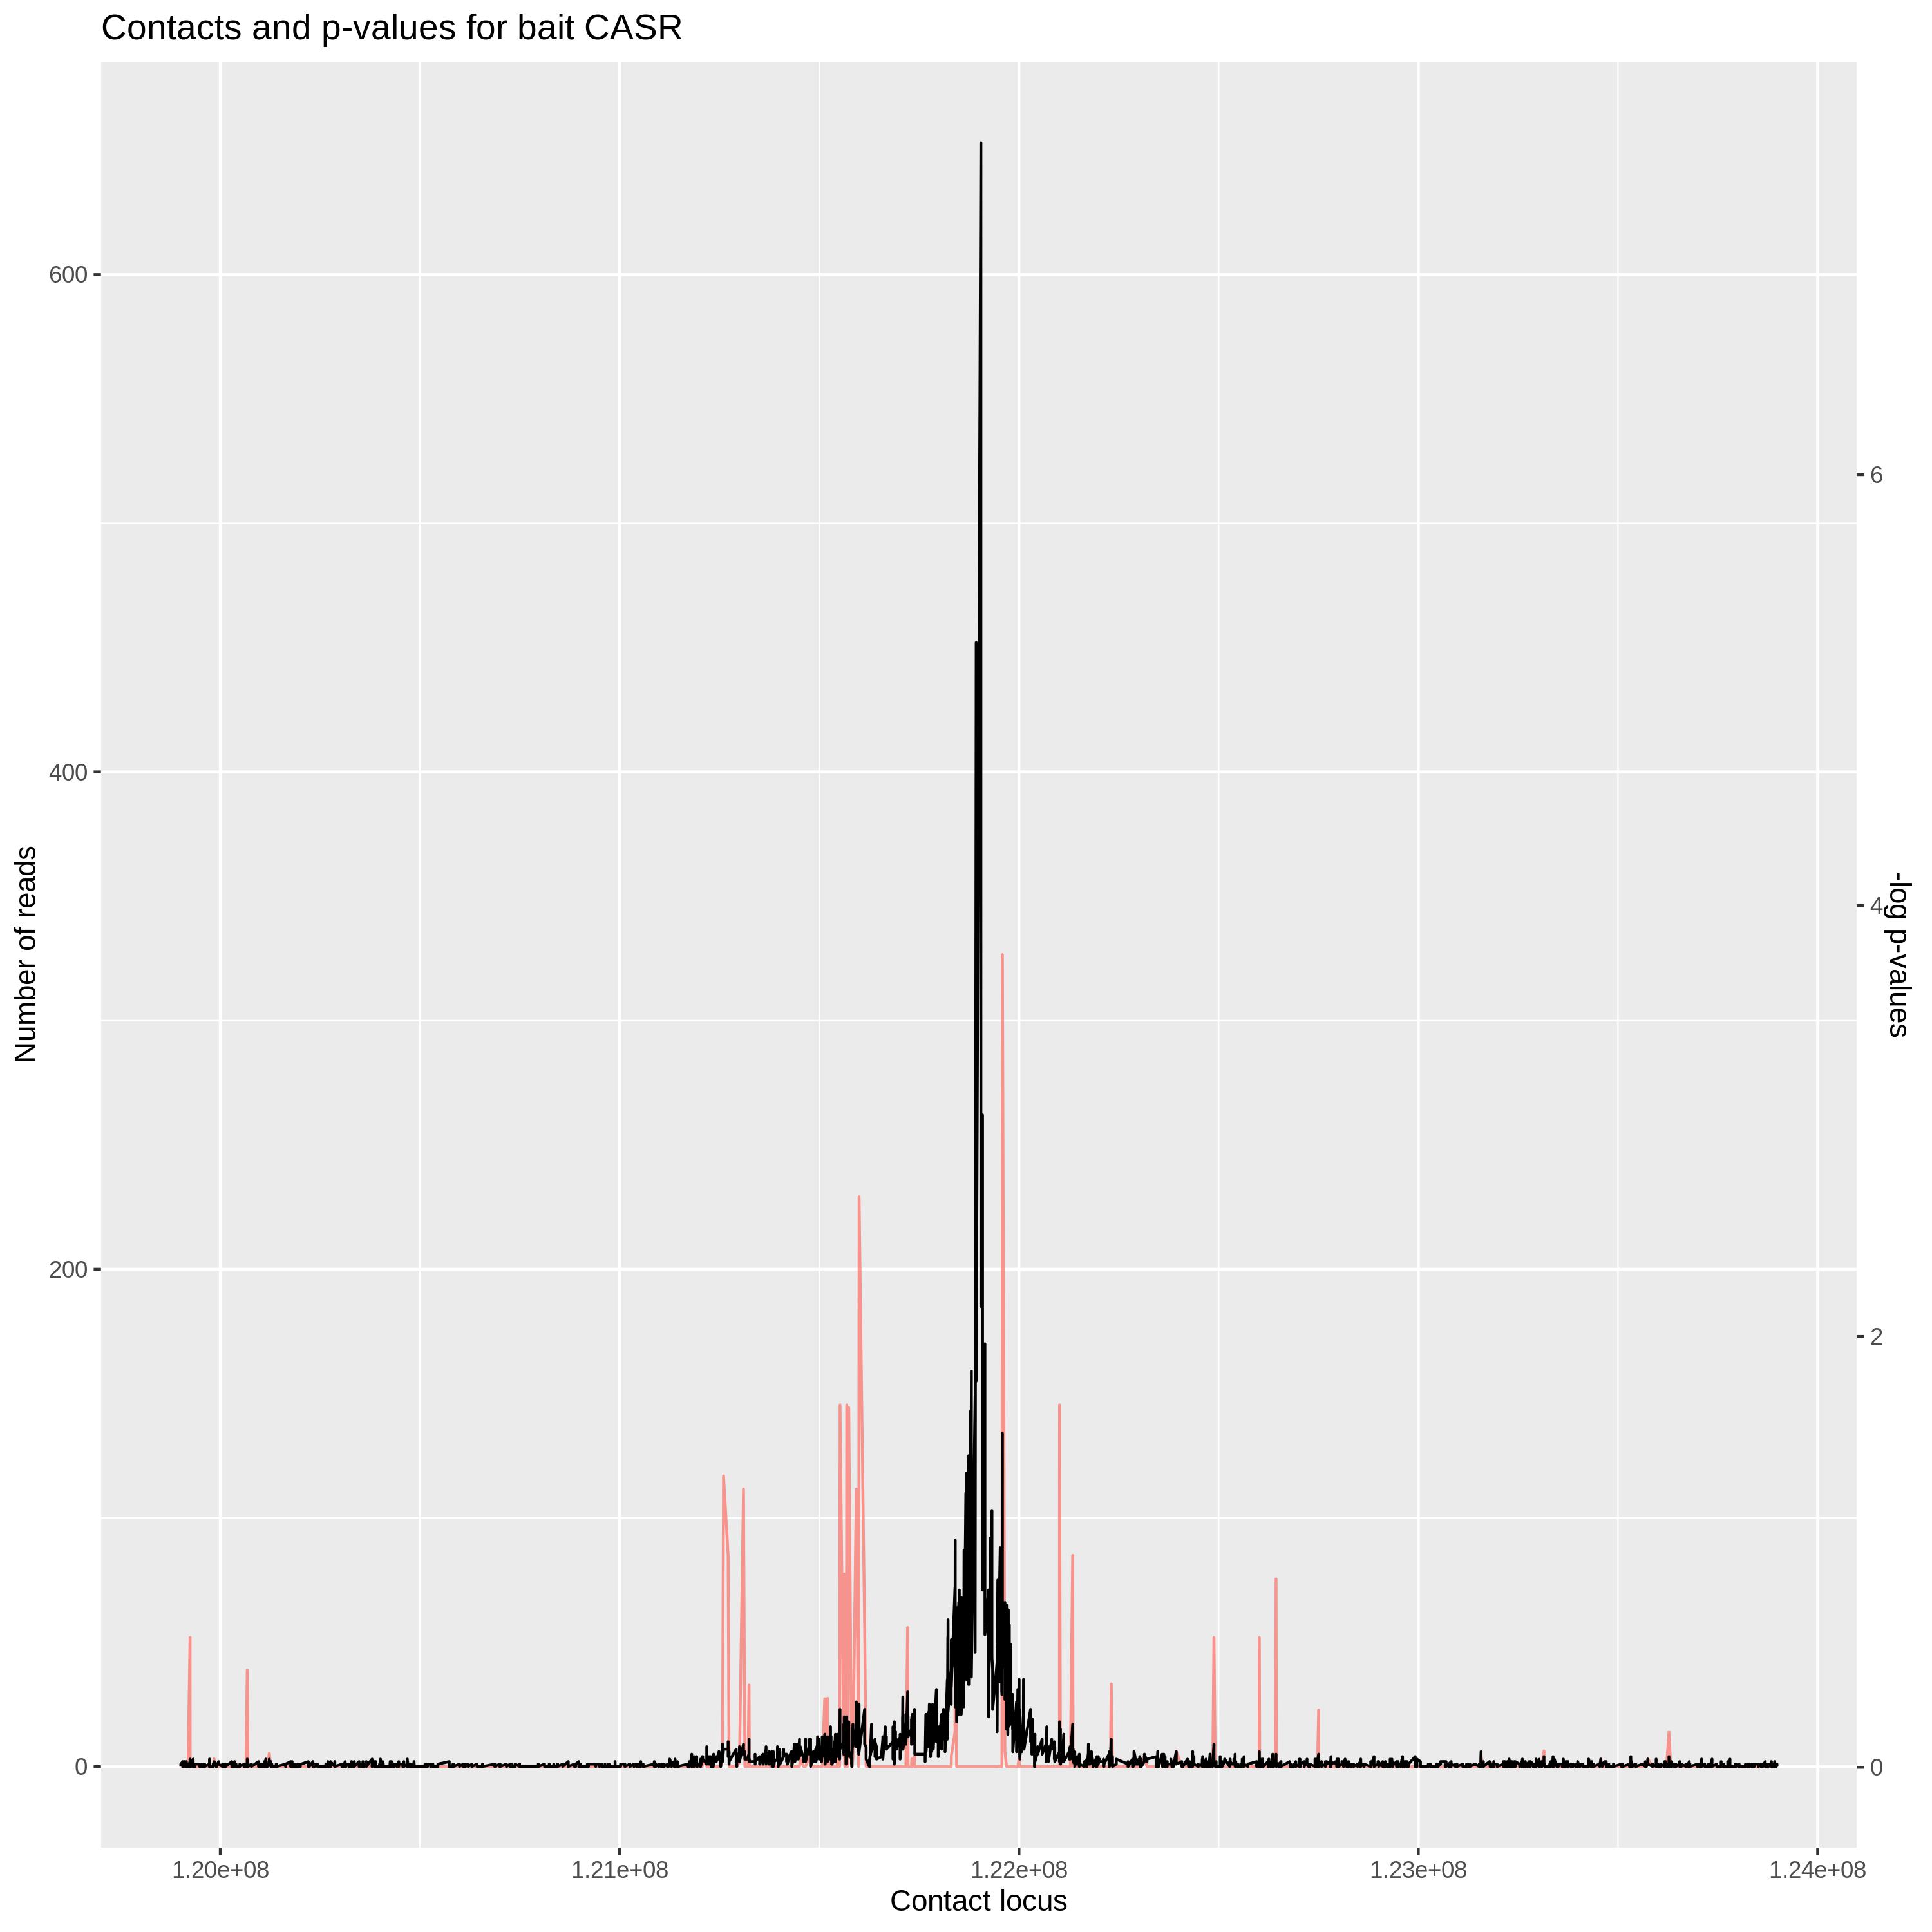 Contacts and p-values for bait CASR
600
400
200
0
Number of reads
6
4
2
0
-log p-values
1.20e+08
1.21e+08
1.22e+08
1.23e+08
1.24e+08
Contact locus